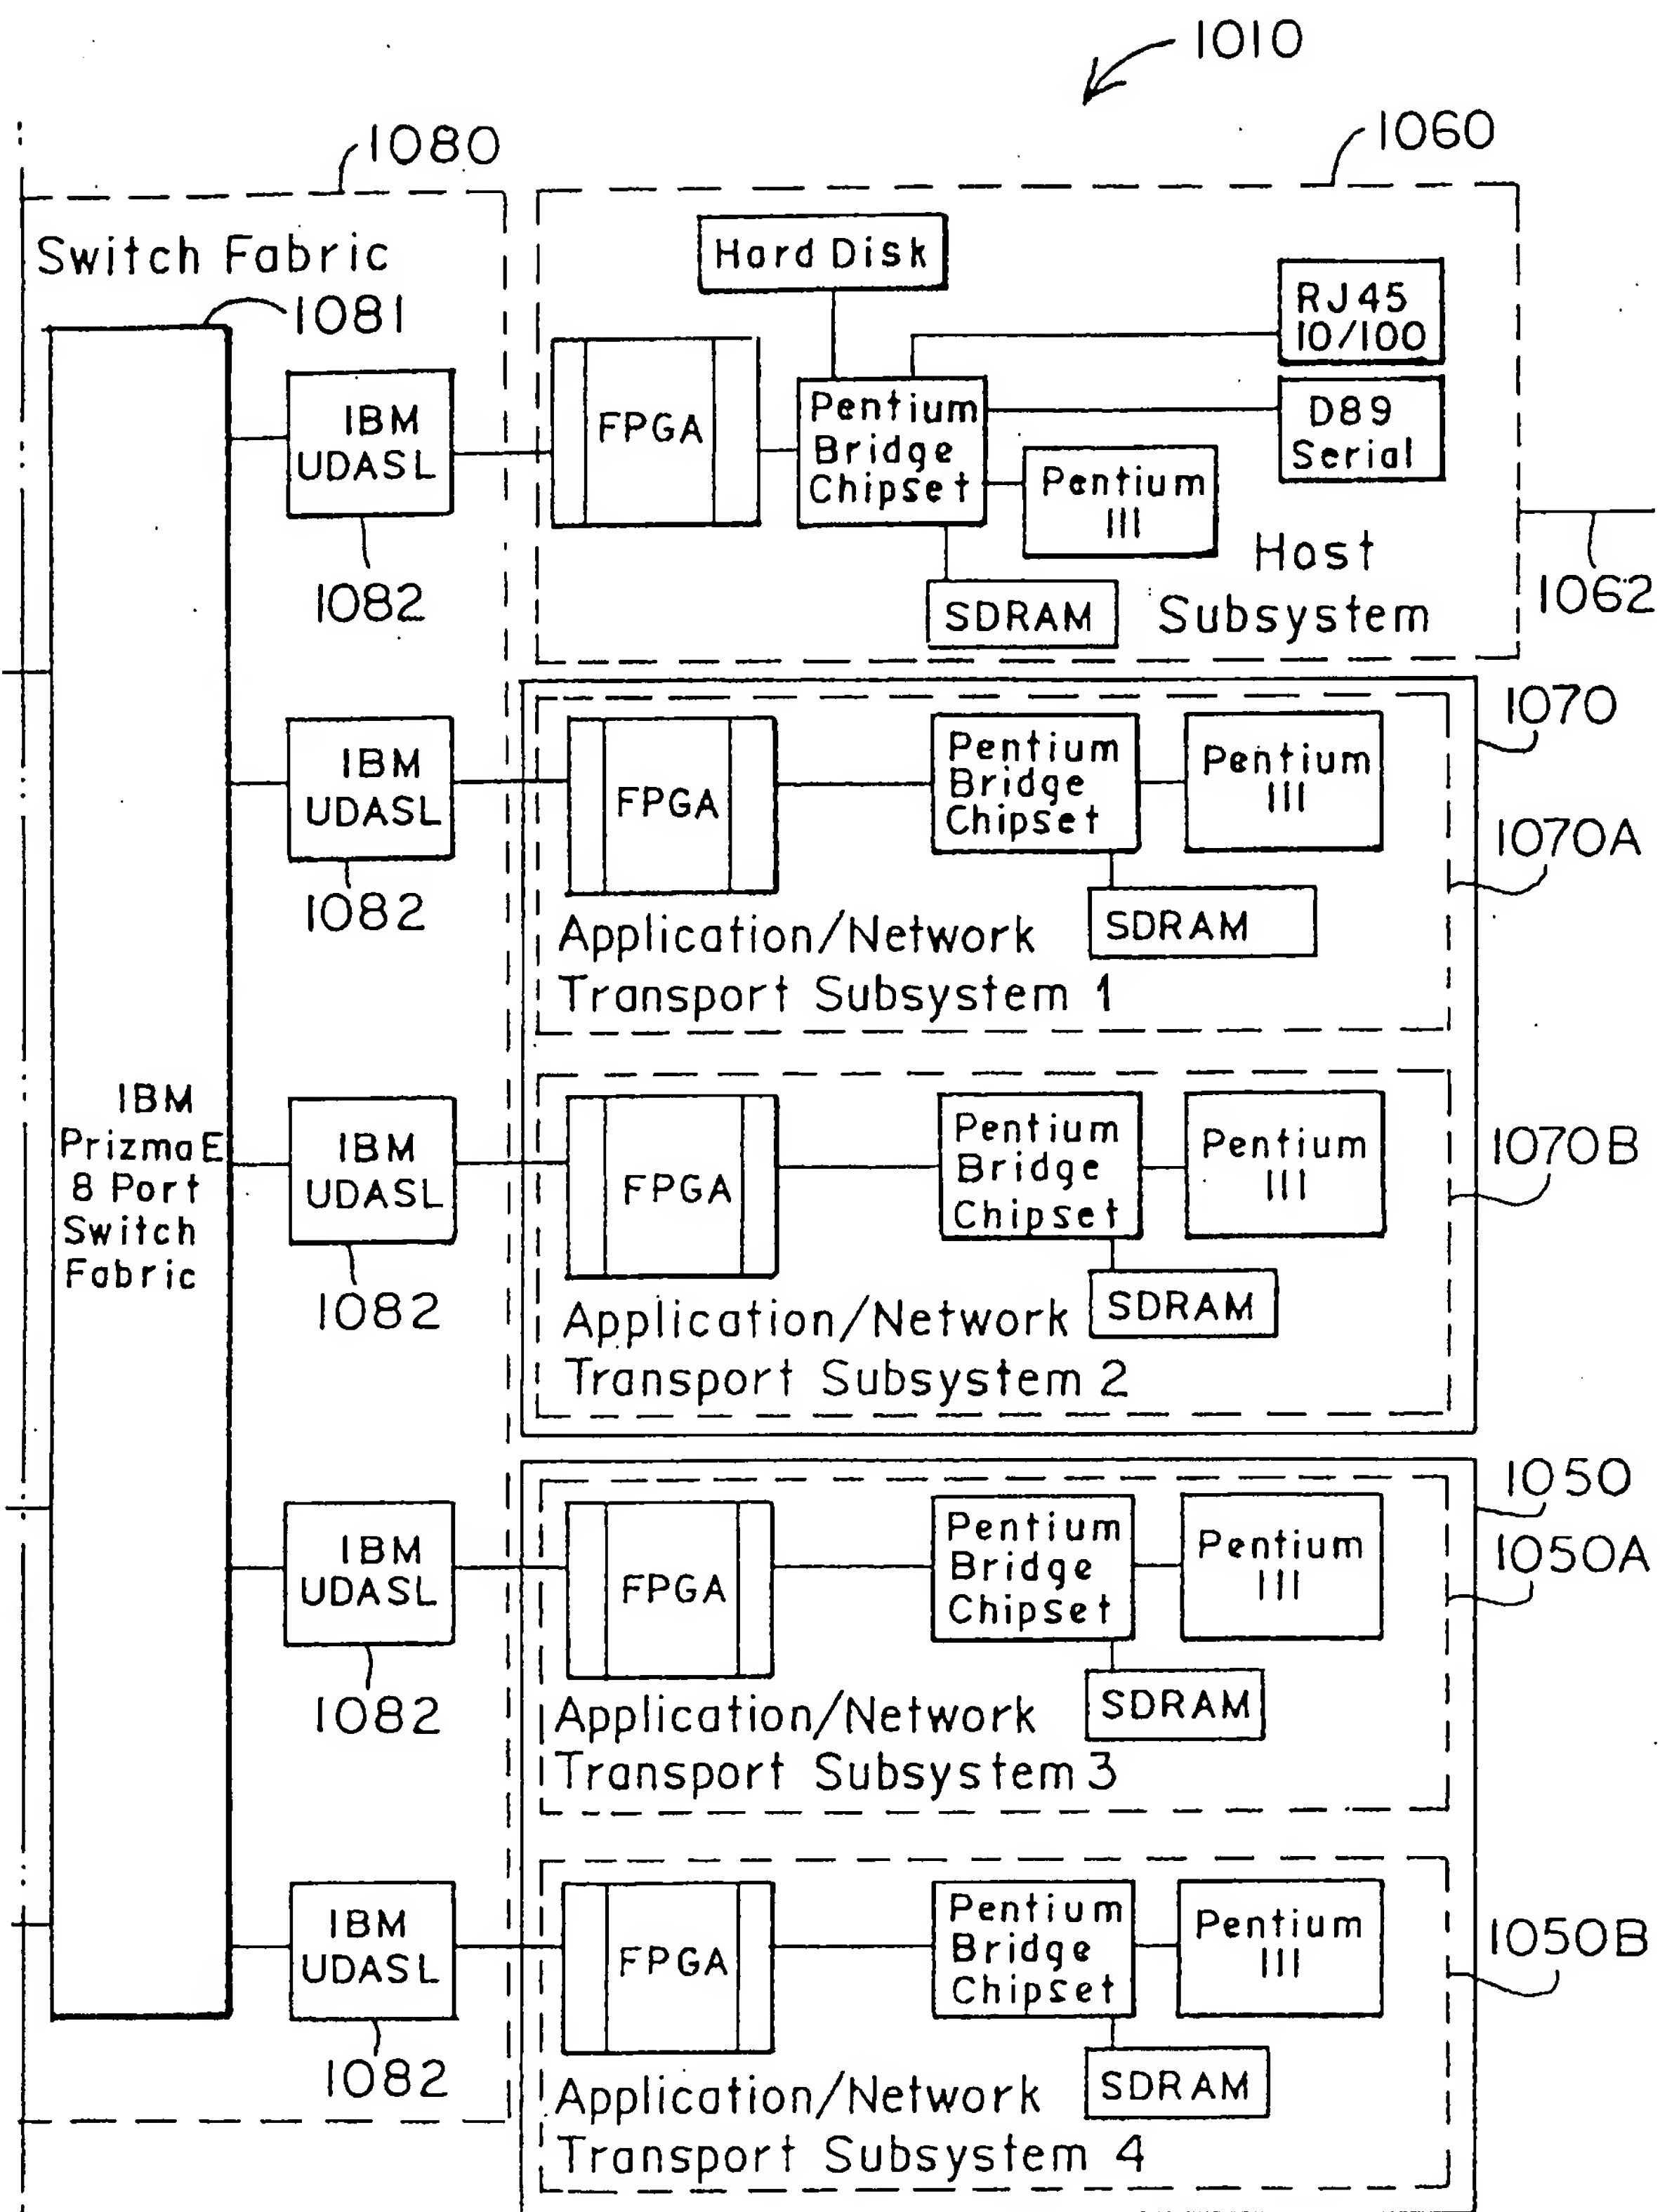 1010
1080
1060
Switch Fabric
1081
Hard Disk
RJ45
10/100
IBM
UDASL
1082
FPGA
Pentium
Bridge
Chipset
D89
Serial
Pentium
III
SDRAM
Host
Subsystem
1062
IBM
UDASL
1082
FPGA
Pentium
Bridge
Chipset
Pentium
III
SDRAM
Application/Network
Transport Subsystem 1
1070
1070A
IBM
PrizmaE
8 Port
Switch
Fabric
IBM
UDASL
1082
FPGA
Pentium
Bridge
Chipset
Pentium
III
SDRAM
Application/Network
Transport Subsystem 2
1070B
IBM
UDASL
1082
FPGA
Pentium
Bridge
Chipset
Pentium
III
SDRAM
Application/Network
Transport Subsystem 3
1050
1050A
IBM
UDASL
1082
FPGA
Pentium
Bridge
Chipset
Pentium
III
SDRAM
Application/Network
Transport Subsystem 4
1050B